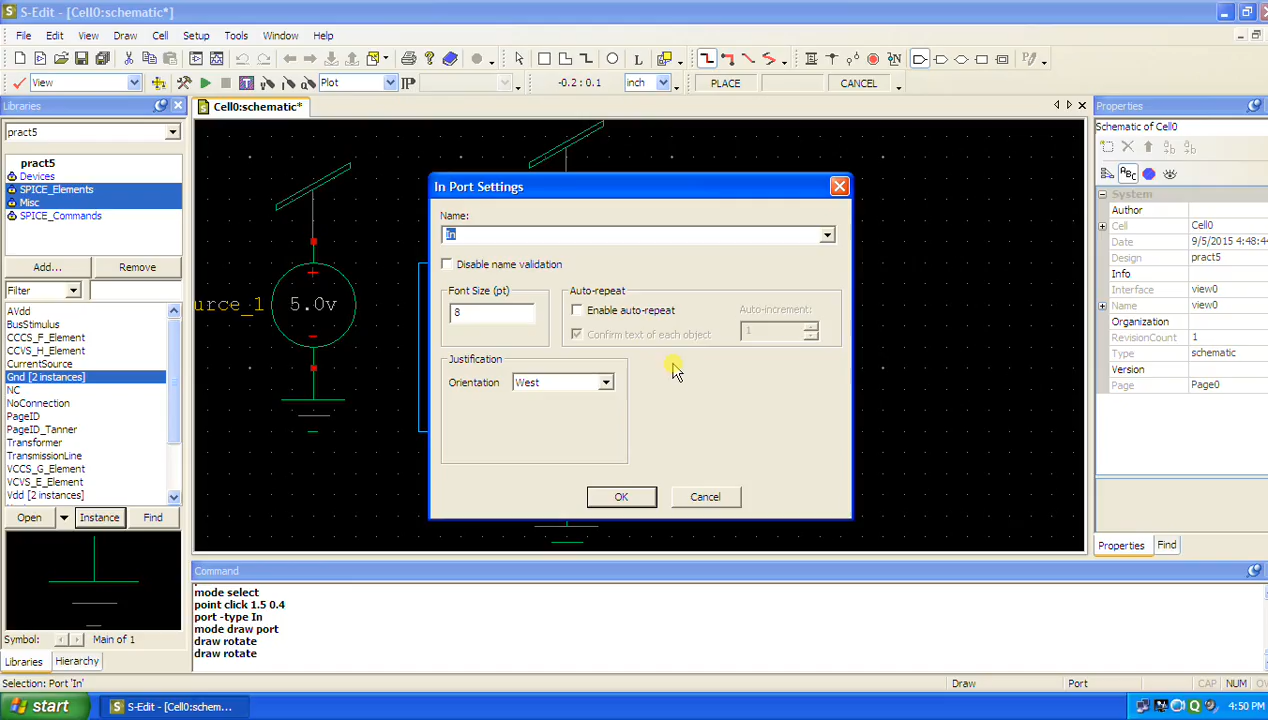 S-Edit - [Cell0:schematic*]
File Edit View Draw Cell Setup Tools Window Help
View Plot IP -0.2 : 0.1 inch PLACE CANCEL
Libraries
pract5
pract5
Devices
SPICE_Elements
Misc
SPICE_Commands
Add... Remove
Filter
AVdd
BusStimulus
CCCS_F_Element
CCVS_H_Element
CurrentSource
Gnd [2 instances]
NC
NoConnection
PageID
PageID_Tanner
Transformer
TransmissionLine
VCCS_G_Element
VCVS_E_Element
Vdd [2 instances]
Open Instance Find
Symbol: Main of 1
Libraries Hierarchy
Cell0:schematic*
urce_1 5.0v
In Port Settings
Name:
In
Disable name validation
Font Size (pt)
8
Auto-repeat
Enable auto-repeat
Confirm text of each object
Auto-increment:
1
Justification
Orientation West
OK Cancel
Properties
Schematic of Cell0
System
Author
Cell Cell0
Date 9/5/2015 4:48:4
Design pract5
Info
Interface view0
Name view0
Organization
RevisionCount 1
Type schematic
Version
Page Page0
Properties Find
Command
mode select
point click 1.5 0.4
port -type In
mode draw port
draw rotate
draw rotate
Selection: Port 'In' Draw Port CAP NUM
start S-Edit - [Cell0:schem... 4:50 PM